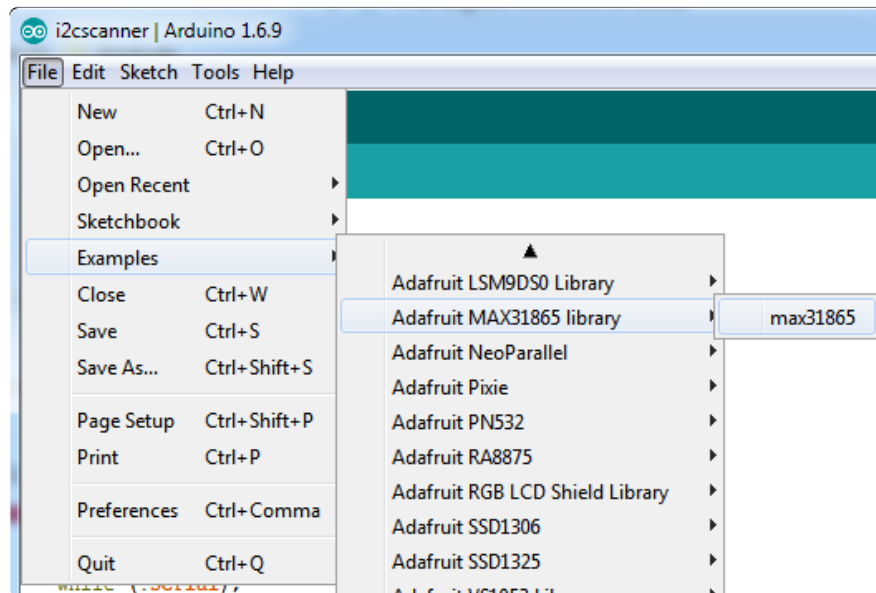 i2cscanner | Arduino 1.6.9
File Edit Sketch Tools Help
New Ctrl+N
Open... Ctrl+O
Open Recent
Sketchbook
Examples
Close Ctrl+W
Save Ctrl+S
Save As... Ctrl+Shift+S
Page Setup Ctrl+Shift+P
Print Ctrl+P
Preferences Ctrl+Comma
Quit Ctrl+Q
Adafruit LSM9DS0 Library
Adafruit MAX31865 library
Adafruit NeoParallel
Adafruit Pixie
Adafruit PN532
Adafruit RA8875
Adafruit RGB LCD Shield Library
Adafruit SSD1306
Adafruit SSD1325
max31865